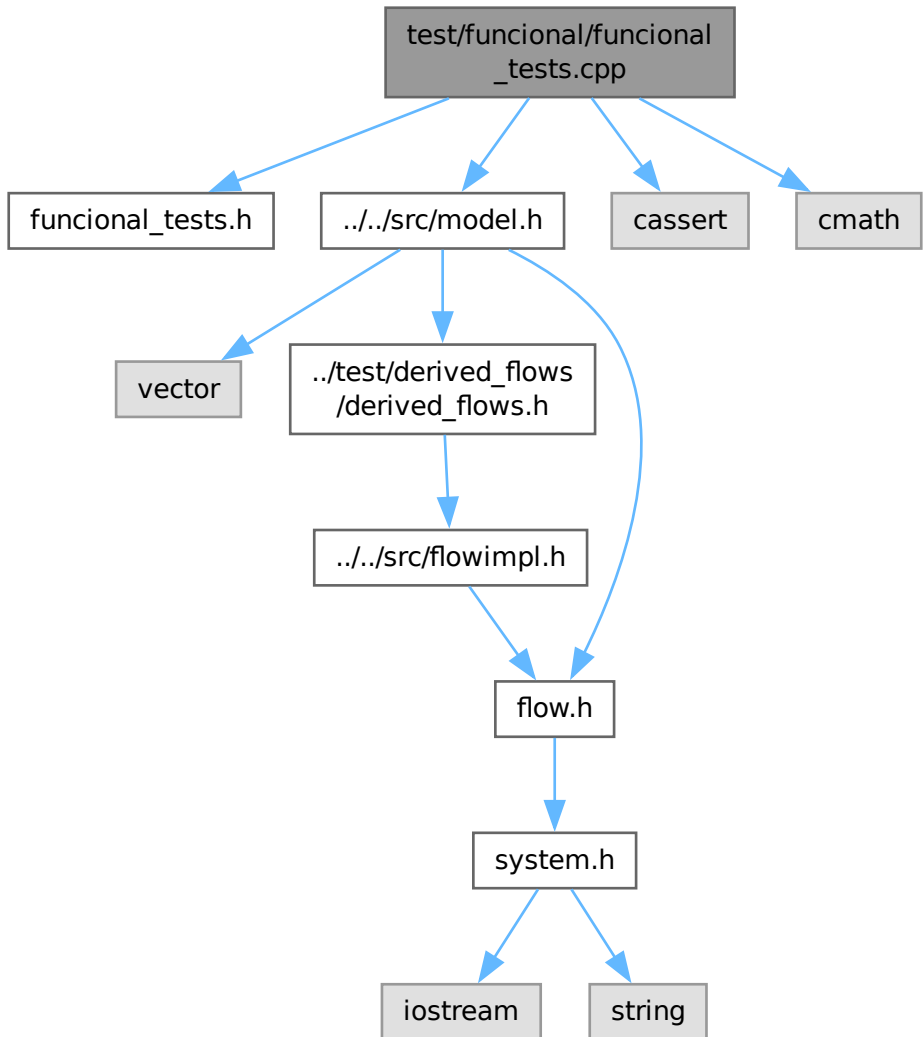 test/funcional/funcional
_tests.cpp
funcional_tests.h
../../src/model.h
cassert
cmath
vector
../test/derived_flows
/derived_flows.h
../../src/flowimpl.h
flow.h
system.h
iostream
string